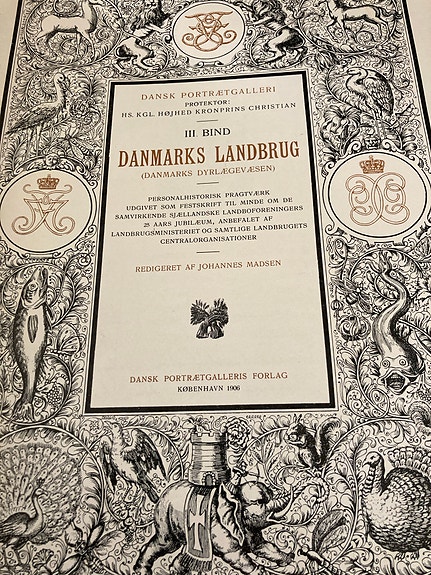 DANSK PORTRÆTGALLERI
PROTEKTOR:
HS. KGL. HØJHED KRONPRINS CHRISTIAN
III. BIND
DANMARKS LANDBRUG
(DANMARKS DYRLÆGEVÆSEN)
PERSONALHISTORISK PRAGTVÆRK
UDGIVET SOM FESTSKRIFT TIL MINDE OM DE
SAMVIRKENDE SJÆLLANDSKE LANDBOFORENINGERS
25 AARS JUBILÆUM, ANBEFALET AF
LANDBRUGSMINISTERIET OG SAMTLIGE LANDBRUGETS
CENTRALORGANISATIONER
REDIGERET AF JOHANNES MADSEN
DANSK PORTRÆTGALLERIS FORLAG
KØBENHAVN 1906